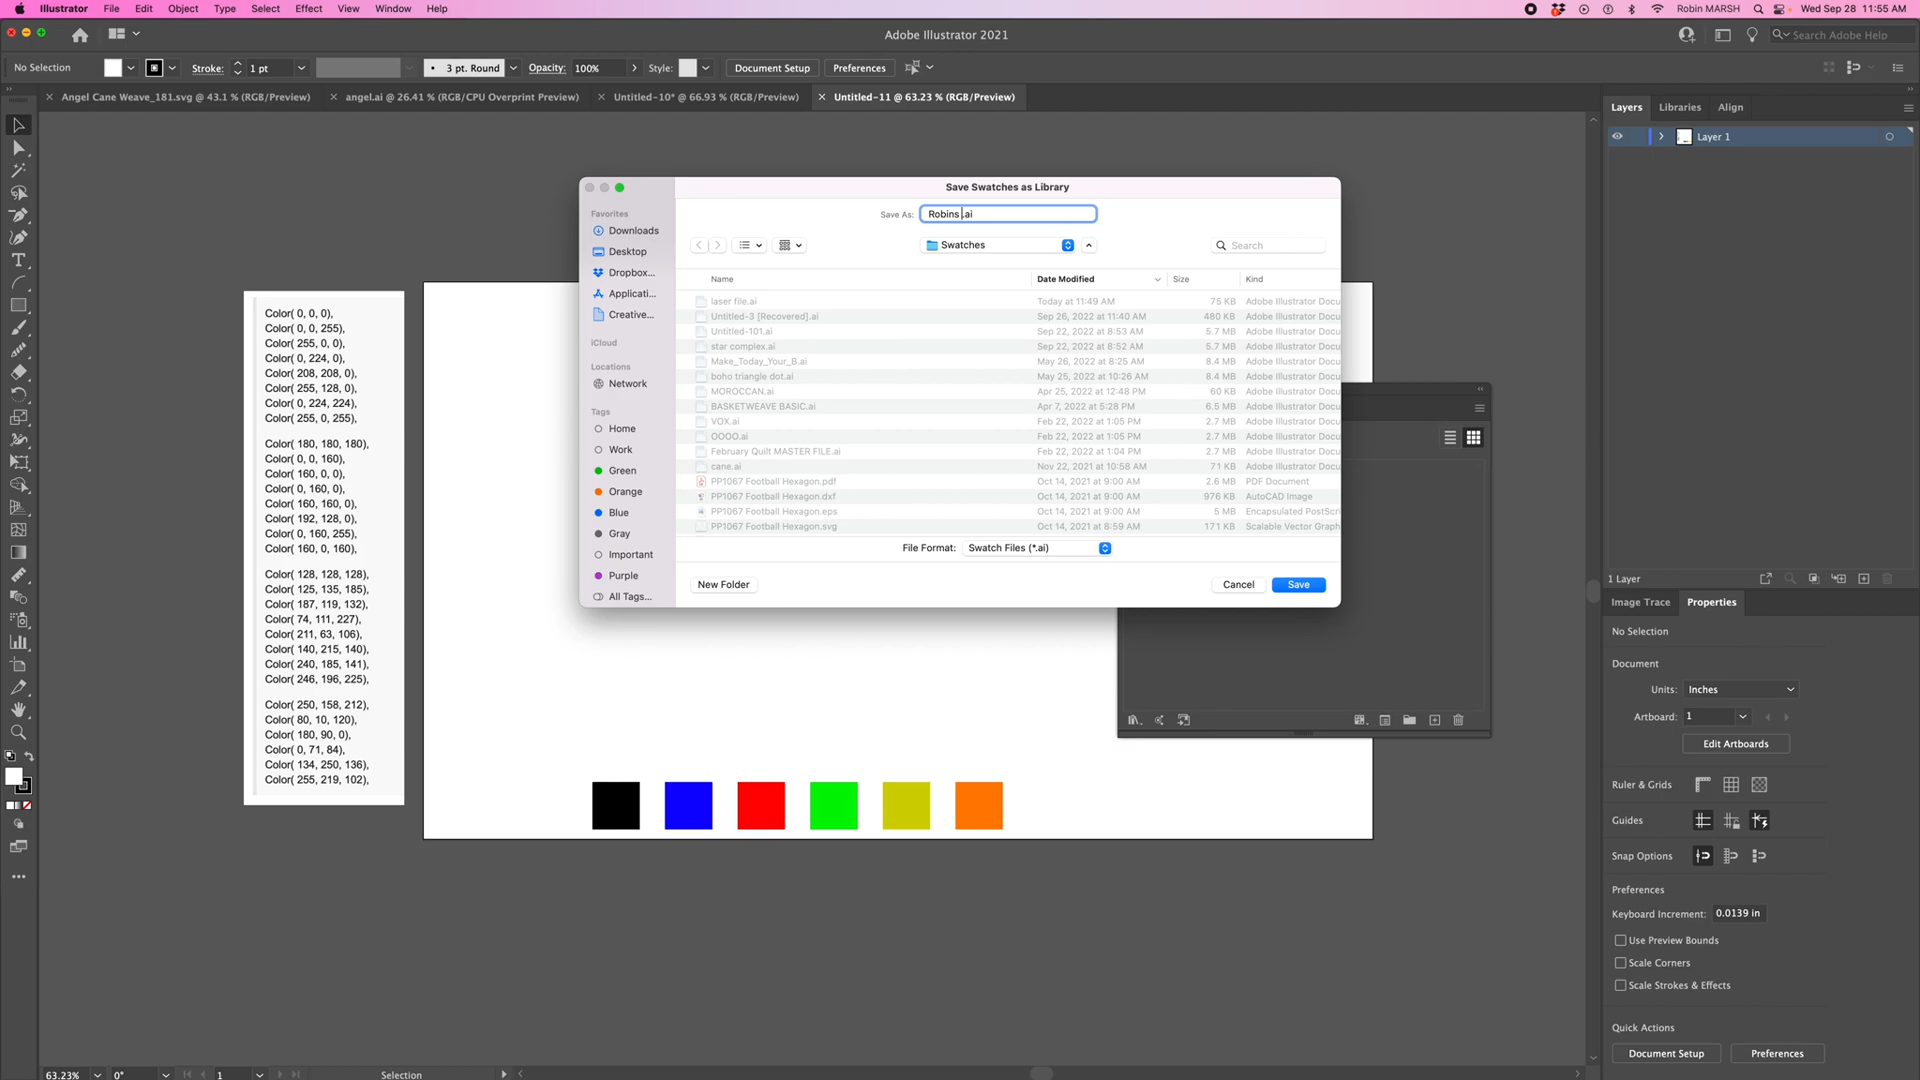 Illustrator File Edit Object Type Select Effect View Window Help
Robin MARSH Wed Sep 28 11:55 AM
Adobe Illustrator 2021
Search Adobe Help
No Selection Stroke: 1 pt 3 pt. Round Opacity: 100% Style: Document Setup Preferences
Angel Cane Weave_181.svg @ 43.1 % (RGB/Preview) angel.ai @ 26.41 % (RGB/CPU Overprint Preview) Untitled-10* @ 66.93 % (RGB/Preview) Untitled-11 @ 63.23 % (RGB/Preview)
Layers Libraries Align
Layer 1
Save Swatches as Library
Save As: Robins .ai
Swatches
Search
Favorites
Downloads
Desktop
Dropbox...
Applicati...
Creative...
iCloud
Locations
Network
Tags
Home
Work
Green
Orange
Blue
Gray
Important
Purple
All Tags...
Name Date Modified Size Kind
laser file.ai Today at 11:49 AM 75 KB Adobe Illustrator Docu
Untitled-3 [Recovered].ai Sep 26, 2022 at 11:40 AM 480 KB Adobe Illustrator Docu
Untitled-101.ai Sep 22, 2022 at 8:53 AM 5.7 MB Adobe Illustrator Docu
star complex.ai Sep 22, 2022 at 8:52 AM 5.7 MB Adobe Illustrator Docu
Make_Today_Your_B.ai May 26, 2022 at 8:25 AM 8.4 MB Adobe Illustrator Docu
boho triangle dot.ai May 25, 2022 at 10:26 AM 8.4 MB Adobe Illustrator Docu
MOROCCAN.ai Apr 25, 2022 at 12:48 PM 60 KB Adobe Illustrator Docu
BASKETWEAVE BASIC.ai Apr 7, 2022 at 5:28 PM 6.5 MB Adobe Illustrator Docu
VOX.ai Feb 22, 2022 at 1:05 PM 2.7 MB Adobe Illustrator Docu
OOOO.ai Feb 22, 2022 at 1:05 PM 2.7 MB Adobe Illustrator Docu
February Quilt MASTER FILE.ai Feb 22, 2022 at 1:04 PM 2.7 MB Adobe Illustrator Docu
cane.ai Nov 22, 2021 at 10:58 AM 71 KB Adobe Illustrator Docu
PP1067 Football Hexagon.pdf Oct 14, 2021 at 9:00 AM 2.6 MB PDF Document
PP1067 Football Hexagon.dxf Oct 14, 2021 at 9:00 AM 976 KB AutoCAD Image
PP1067 Football Hexagon.eps Oct 14, 2021 at 9:00 AM 5 MB Encapsulated PostScri
PP1067 Football Hexagon.svg Oct 14, 2021 at 8:59 AM 171 KB Scalable Vector Graph
File Format: Swatch Files (*.ai)
New Folder Cancel Save
Color( 0, 0, 0),
Color( 0, 0, 255),
Color( 255, 0, 0),
Color( 0, 224, 0),
Color( 208, 208, 0),
Color( 255, 128, 0),
Color( 0, 224, 224),
Color( 255, 0, 255),
Color( 180, 180, 180),
Color( 0, 0, 160),
Color( 160, 0, 0),
Color( 0, 160, 0),
Color( 160, 160, 0),
Color( 192, 128, 0),
Color( 0, 160, 255),
Color( 160, 0, 160),
Color( 128, 128, 128),
Color( 125, 135, 185),
Color( 187, 119, 132),
Color( 74, 111, 227),
Color( 211, 63, 106),
Color( 140, 215, 140),
Color( 240, 185, 141),
Color( 246, 196, 225),
Color( 250, 158, 212),
Color( 80, 10, 120),
Color( 180, 90, 0),
Color( 0, 71, 84),
Color( 134, 250, 136),
Color( 255, 219, 102),
1 Layer
Image Trace Properties
No Selection
Document
Units: Inches
Artboard: 1
Edit Artboards
Ruler & Grids
Guides
Snap Options
Preferences
Keyboard Increment: 0.0139 in
Use Preview Bounds
Scale Corners
Scale Strokes & Effects
Quick Actions
Document Setup Preferences
63.23% 0° 1 Selection